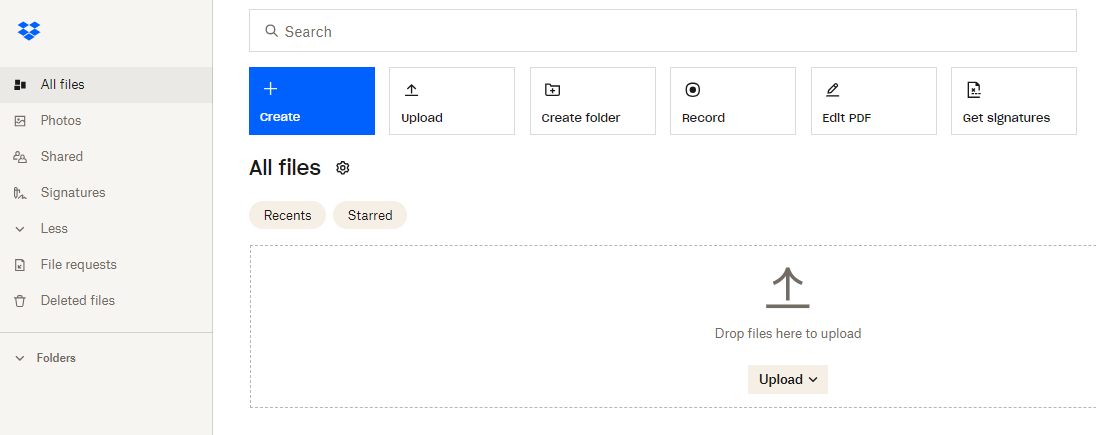 Search
All files
Photos
Shared
Signatures
Less
File requests
Deleted files
Folders
Create
Upload
Create folder
Record
Edit PDF
Get signatures
All files
Recents
Starred
Drop files here to upload
Upload